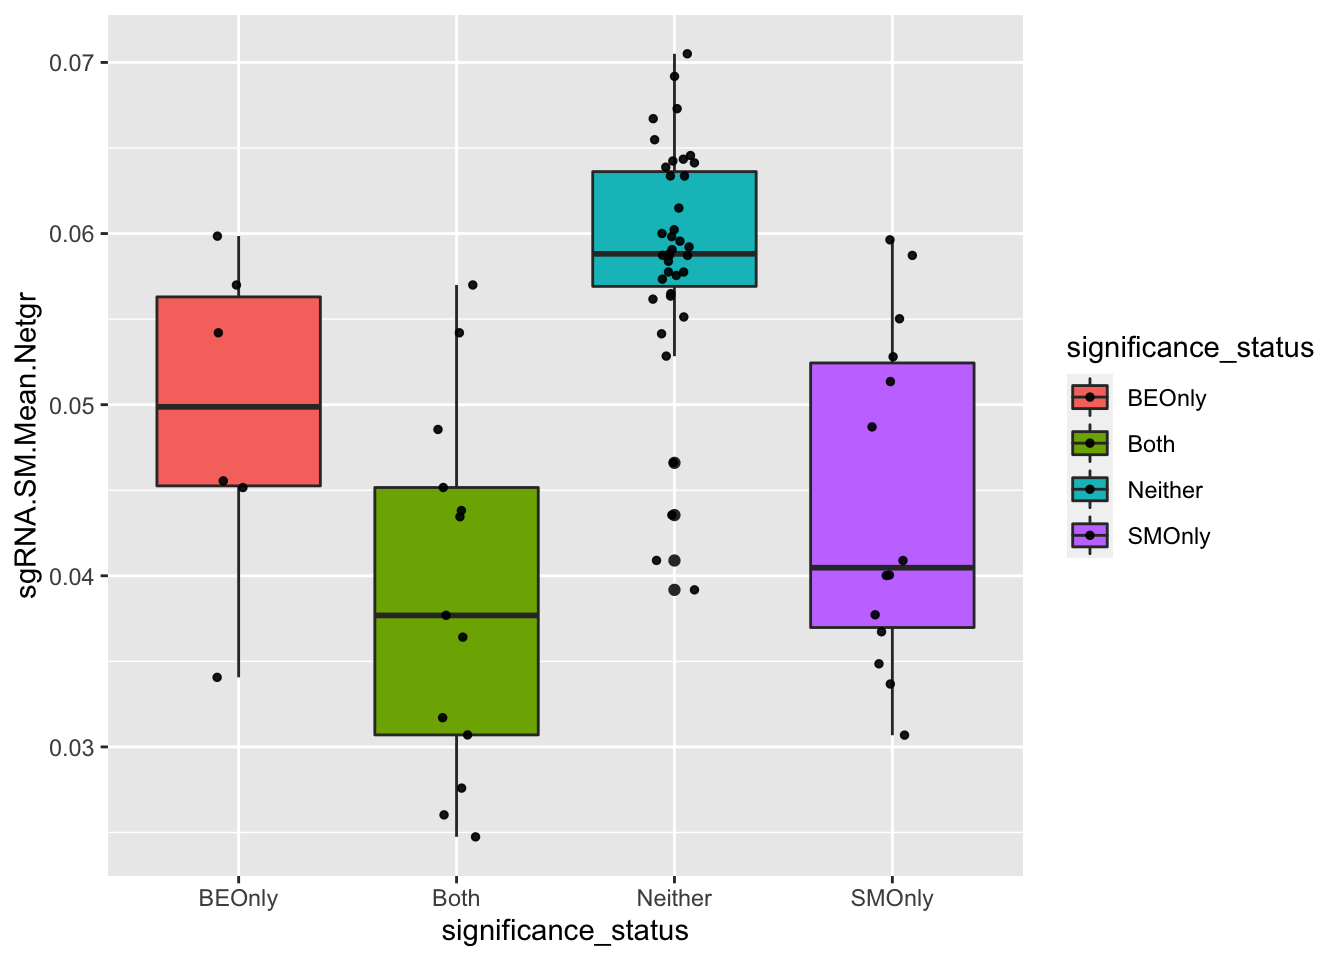 sgRNA.SM.Mean.Netgr
0.07
0.06
0.05
0.04
0.03
BEOnly
Both
Neither
SMOnly
significance_status
significance_status
BEOnly
Both
Neither
SMOnly